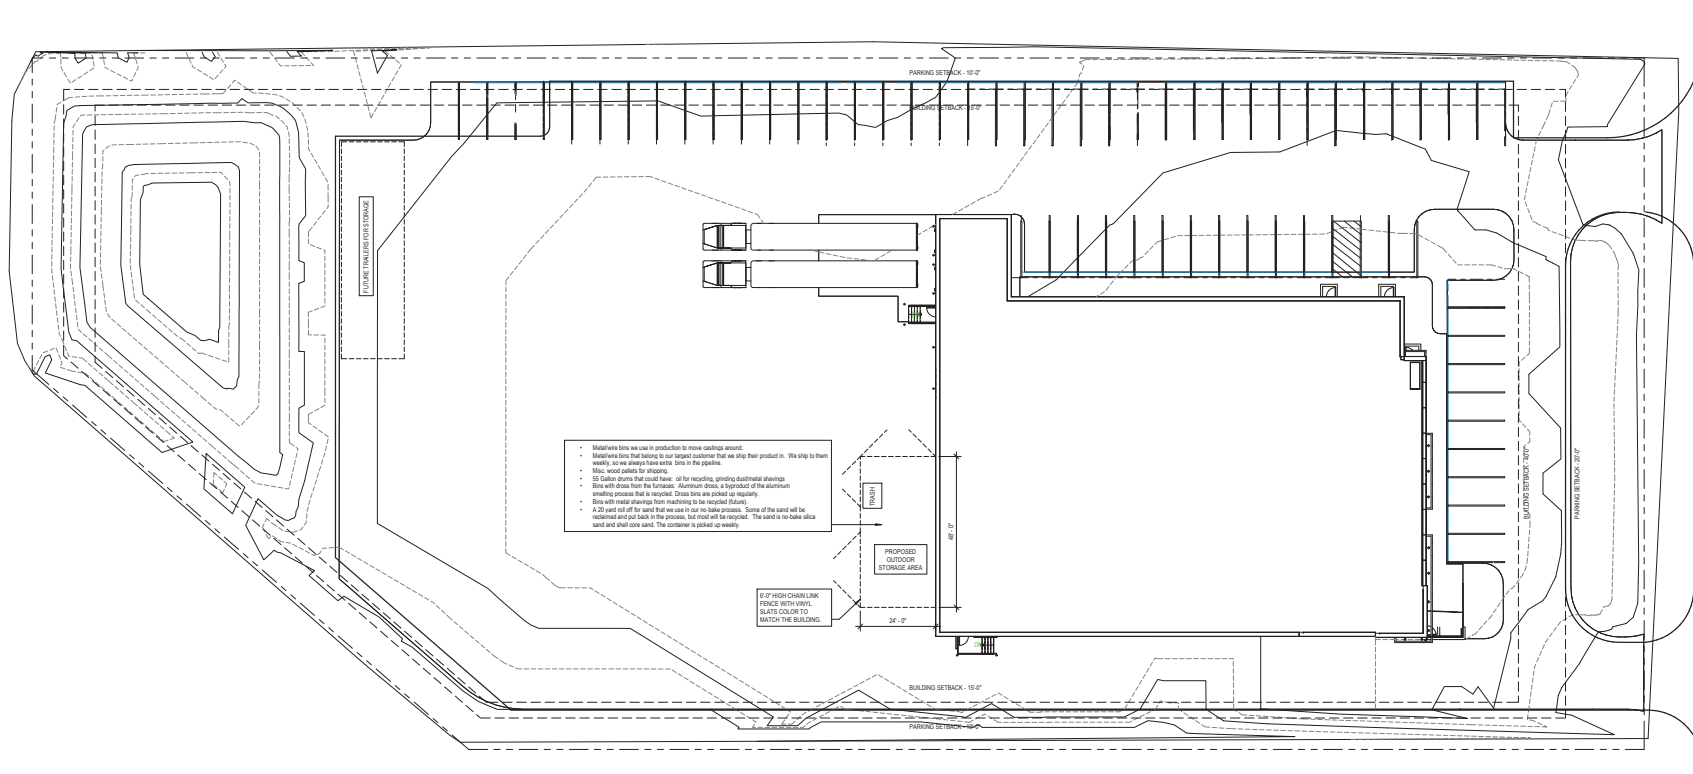 PARKING SETBACK - 10'-0"
BUILDING SETBACK - 15'-0"
FUTURE TRAILERS FOR STORAGE
• Metal/wire bins we use in production to move castings around.
• Metal/wire bins that belong to our largest customer that we ship their product in. We ship to them
weekly, so we always have extra bins in the pipeline.
• Misc. wood pallets for shipping.
• 55 Gallon drums that could have: oil for recycling, grinding dust/metal shavings
• Bins with dross from the furnaces: Aluminum dross, a byproduct of the aluminum
smelting process that is recycled. Dross bins are picked up regularly.
• Bins with metal shavings from machining to be recycled (future).
• A 20 yard roll off for sand that we use in our no-bake process. Some of the sand will be
reclaimed and put back in the process, but most will be recycled. The sand is no-bake silica
sand and shell core sand. The container is picked up weekly.
TRASH
PROPOSED
OUTDOOR
STORAGE AREA
48'- 0"
6'-0" HIGH CHAIN LINK
FENCE WITH VINYL
SLATS COLOR TO
MATCH THE BUILDING.
24' - 0"
DN
BUILDING SETBACK - 40'-0"
PARKING SETBACK - 20'-0"
BUILDING SETBACK - 15'-0"
PARKING SETBACK - 10'-0"